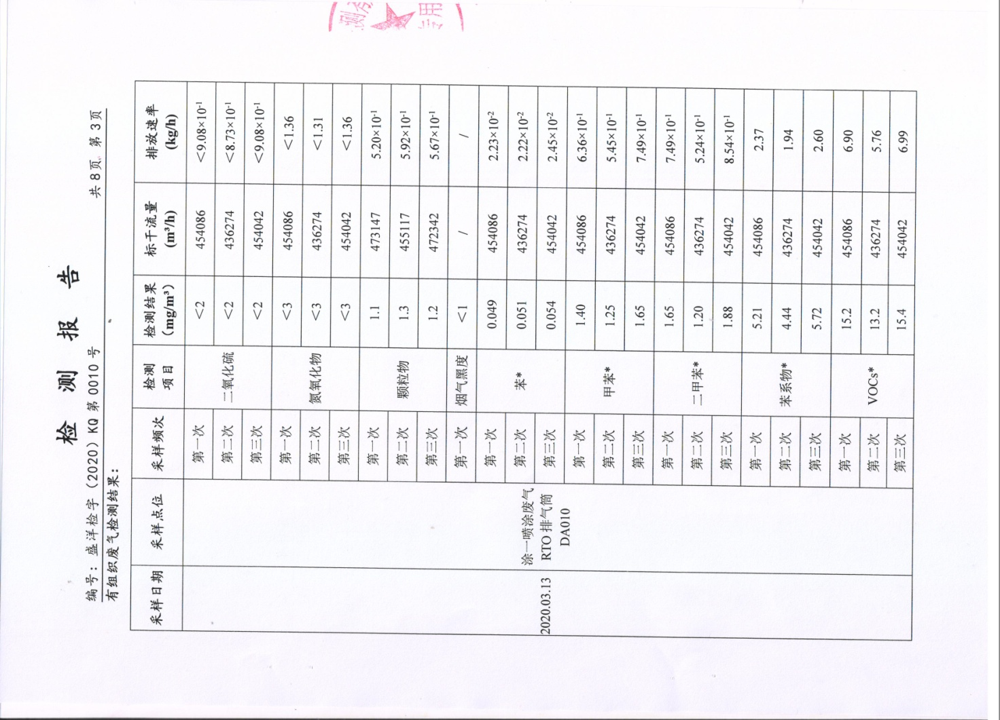 检 测 报 告
编号：盛洋检字（2020）KQ 第 0010 号 共 8 页 第 3 页
有组织废气检测结果：
采样日期 采样点位 采样频次 检测项目 检测结果（mg/m³） 标干流量（m³/h） 排放速率（kg/h）
2020.03.13 涂一喷涂废气 RTO 排气筒 DA010
第一次 二氧化硫 <2 454086 <9.08×10⁻¹
第二次 <2 436274 <8.73×10⁻¹
第三次 <2 454042 <9.08×10⁻¹
第一次 氮氧化物 <3 454086 <1.36
第二次 <3 436274 <1.31
第三次 <3 454042 <1.36
第一次 颗粒物 1.1 473147 5.20×10⁻¹
第二次 1.3 455117 5.92×10⁻¹
第三次 1.2 472342 5.67×10⁻¹
第一次 烟气黑度 <1 / /
第一次 苯* 0.049 454086 2.23×10⁻²
第二次 0.051 436274 2.22×10⁻²
第三次 0.054 454042 2.45×10⁻²
第一次 甲苯* 1.40 454086 6.36×10⁻¹
第二次 1.25 436274 5.45×10⁻¹
第三次 1.65 454042 7.49×10⁻¹
第一次 二甲苯* 1.65 454086 7.49×10⁻¹
第二次 1.20 436274 5.24×10⁻¹
第三次 1.88 454042 8.54×10⁻¹
第一次 苯系物* 5.21 454086 2.37
第二次 4.44 436274 1.94
第三次 5.72 454042 2.60
第一次 VOCs* 15.2 454086 6.90
第二次 13.2 436274 5.76
第三次 15.4 454042 6.99
专用